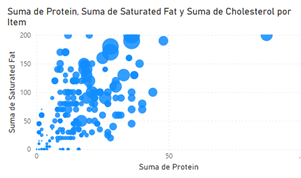 Suma de Protein, Suma de Saturated Fat y Suma de Cholesterol por
Item
Suma de Saturated Fat
200
150
100
50
0
0
50
Suma de Protein